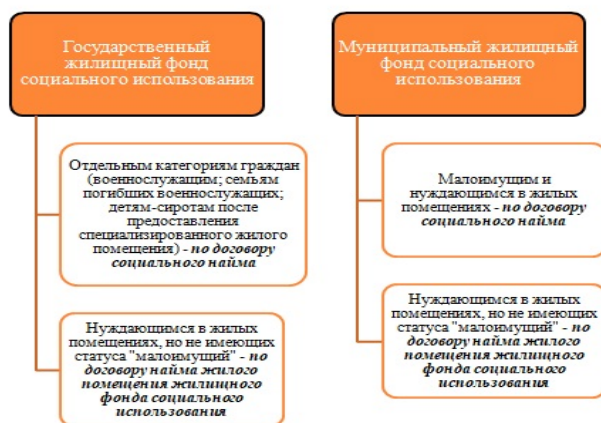 Государственный
жилищный фонд
социального использования
Отдельным категориям граждан
(военнослужащим; семьям
погибших военнослужащих;
детям-сиротам после
предоставления
специализированного жилого
помещения) - по договору
социального найма
Нуждающимся в жилых
помещениях, но не имеющих
статуса "малоимущий" - по
договору найма жилого
помещения жилищного
фонда социального
использования
Муниципальный жилищный
фонд социального
использования
Малоимущим и
нуждающимся в жилых
помещениях - по договору
социального найма
Нуждающимся в жилых
помещениях, но не имеющих
статуса "малоимущий" - по
договору найма жилого
помещения жилищного
фонда социального
использования